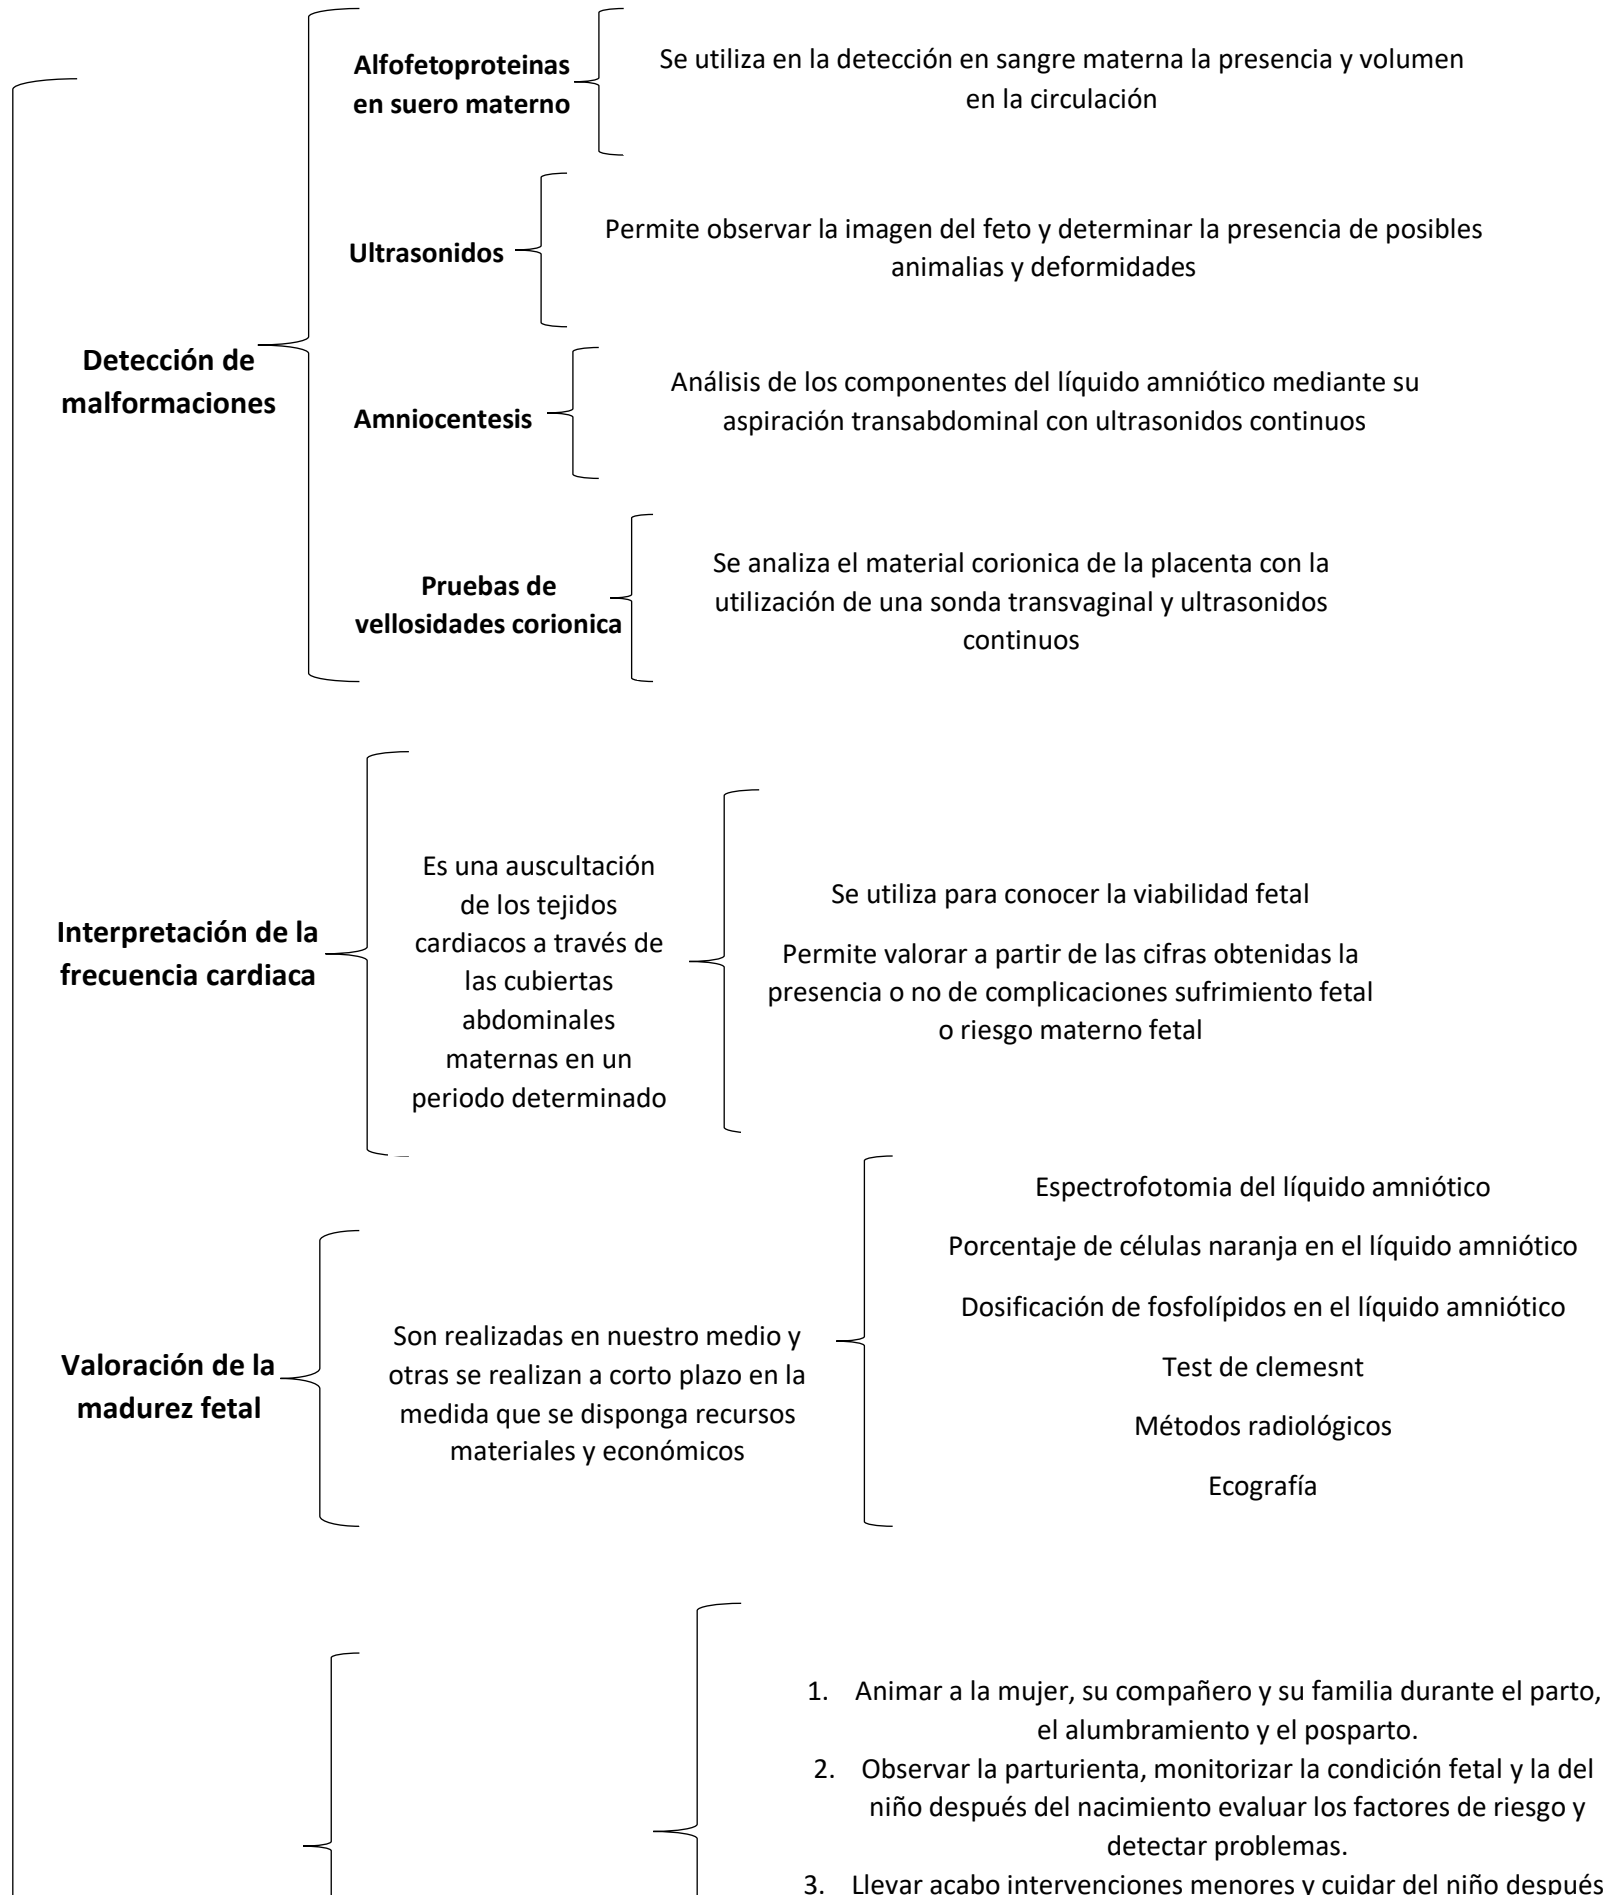 Alfofetoproteinas
en suero materno
Se utiliza en la detección en sangre materna la presencia y volumen
en la circulación
Ultrasonidos
Permite observar la imagen del feto y determinar la presencia de posibles
animalias y deformidades
Detección de
malformaciones
Amniocentesis
Análisis de los componentes del líquido amniótico mediante su
aspiración transabdominal con ultrasonidos continuos
Pruebas de
vellosidades corionica
Se analiza el material corionica de la placenta con la
utilización de una sonda transvaginal y ultrasonidos
continuos
Interpretación de la
frecuencia cardiaca
Es una auscultación
de los tejidos
cardiacos a través de
las cubiertas
abdominales
maternas en un
periodo determinado
Se utiliza para conocer la viabilidad fetal
Permite valorar a partir de las cifras obtenidas la
presencia o no de complicaciones sufrimiento fetal
o riesgo materno fetal
Valoración de la
madurez fetal
Son realizadas en nuestro medio y
otras se realizan a corto plazo en la
medida que se disponga recursos
materiales y económicos
Espectrofotomia del líquido amniótico
Porcentaje de células naranja en el líquido amniótico
Dosificación de fosfolípidos en el líquido amniótico
Test de clemesnt
Métodos radiológicos
Ecografía
1. Animar a la mujer, su compañero y su familia durante el parto,
el alumbramiento y el posparto.
2. Observar la parturienta, monitorizar la condición fetal y la del
niño después del nacimiento evaluar los factores de riesgo y
detectar problemas.
3. Llevar acabo intervenciones menores y cuidar del niño después